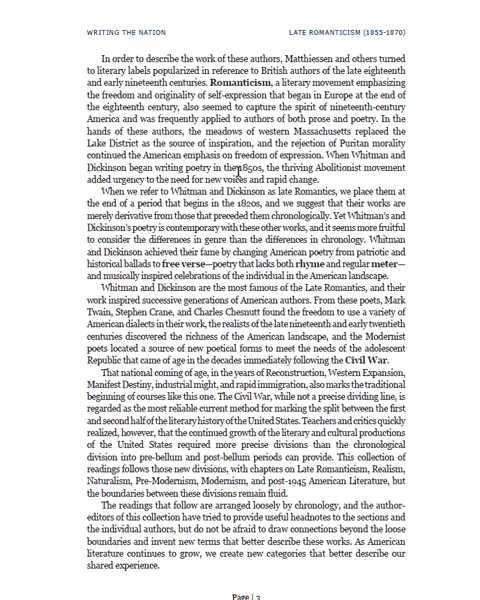 WRITING THE NATION LATE ROMANTICISM (1855-1870)
In order to describe the work of these authors, Matthiessen and others turned
to literary labels popularized in reference to British authors of the late eighteenth
and early nineteenth centuries. Romanticism, a literary movement emphasizing
the freedom and originality of self-expression that began in Europe at the end of
the eighteenth century, also seemed to capture the spirit of nineteenth-century
America and was frequently applied to authors of both prose and poetry. In the
hands of these authors, the meadows of western Massachusetts replaced the
Lake District as the source of inspiration, and the rejection of Puritan morality
continued the American emphasis on freedom of expression. When Whitman and
Dickinson began writing poetry in the 1850s, the thriving Abolitionist movement
added urgency to the need for new voices and rapid change.
When we refer to Whitman and Dickinson as late Romantics, we place them at
the end of a period that begins in the 1820s, and we suggest that their works are
merely derivative from those that preceded them chronologically. Yet Whitman's and
Dickinson's poetry is contemporary with these other works, and it seems more fruitful
to consider the differences in genre than the differences in chronology. Whitman
and Dickinson achieved their fame by changing American poetry from patriotic and
historical ballads to free verse—poetry that lacks both rhyme and regular meter—
and musically inspired celebrations of the individual in the American landscape.
Whitman and Dickinson are the most famous of the Late Romantics, and their
work inspired successive generations of American authors. From these poets, Mark
Twain, Stephen Crane, and Charles Chesnutt found the freedom to use a variety of
American dialects in their work, the realists of the late nineteenth and early twentieth
centuries discovered the richness of the American landscape, and the Modernist
poets located a source of new poetical forms to meet the needs of the adolescent
Republic that came of age in the decades immediately following the Civil War.
That national coming of age, in the years of Reconstruction, Western Expansion,
Manifest Destiny, industrial might, and rapid immigration, also marks the traditional
beginning of courses like this one. The Civil War, while not a precise dividing line, is
regarded as the most reliable current method for marking the split between the first
and second half of the literary history of the United States. Teachers and critics quickly
realized, however, that the continued growth of the literary and cultural productions
of the United States required more precise divisions than the chronological
division into pre-bellum and post-bellum periods can provide. This collection of
readings follows those new divisions, with chapters on Late Romanticism, Realism,
Naturalism, Pre-Modernism, Modernism, and post-1945 American Literature, but
the boundaries between these divisions remain fluid.
The readings that follow are arranged loosely by chronology, and the author-
editors of this collection have tried to provide useful headnotes to the sections and
the individual authors, but do not be afraid to draw connections beyond the loose
boundaries and invent new terms that better describe these works. As American
literature continues to grow, we create new categories that better describe our
shared experience.
Page | 3